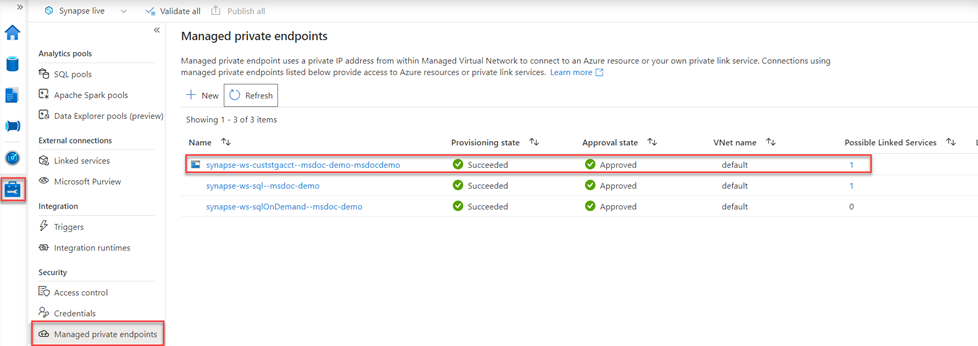 »
Synapse live
Validate all
Publish all
«
Analytics pools
SQL pools
Apache Spark pools
Data Explorer pools (preview)
External connections
Linked services
Microsoft Purview
Integration
Triggers
Integration runtimes
Security
Access control
Credentials
Managed private endpoints
Managed private endpoints
Managed private endpoint uses a private IP address from within Managed Virtual Network to connect to an Azure resource or your own private link service. Connections using
managed private endpoints listed below provide access to Azure resources or private link services. Learn more
New Refresh
Showing 1 - 3 of 3 items
Name Provisioning state Approval state VNet name Possible Linked Services L
synapse-ws-custstgacct--msdoc-demo-msdocdemo Succeeded Approved default 1
synapse-ws-sql--msdoc-demo Succeeded Approved default 1
synapse-ws-sqlOnDemand--msdoc-demo Succeeded Approved default 0